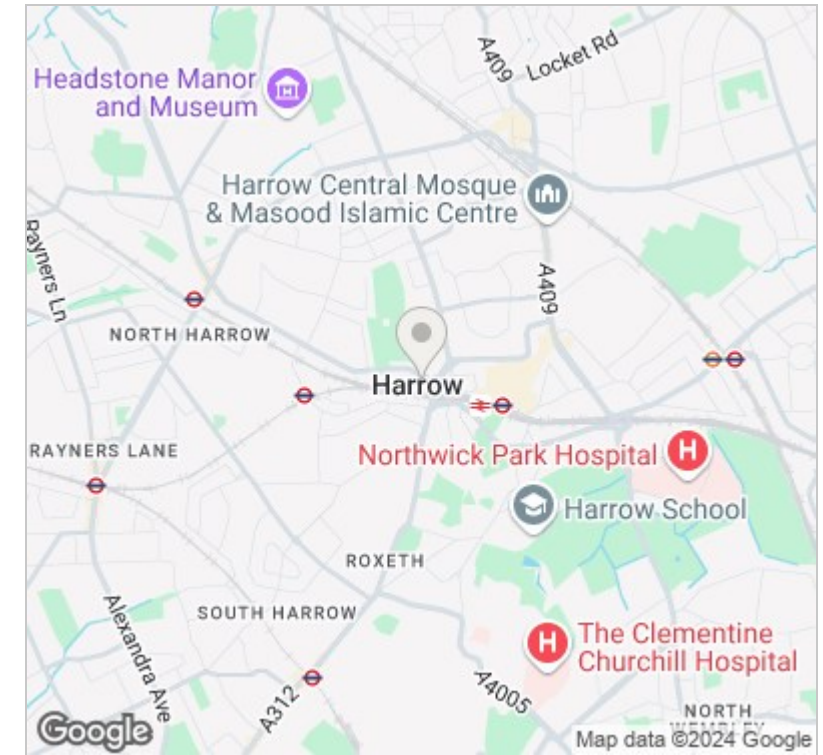 A409
Locket Rd
Headstone Manor
and Museum
Harrow Central Mosque
& Masood Islamic Centre
Rayners Ln
A409
NORTH HARROW
Harrow
RAYNERS LANE
Northwick Park Hospital
H
Harrow School
ROXETH
SOUTH HARROW
Alexandra Ave
H
The Clementine
Churchill Hospital
A312
A4005
NORTH
WEMBLEY
Google
Map data ©2024 Google